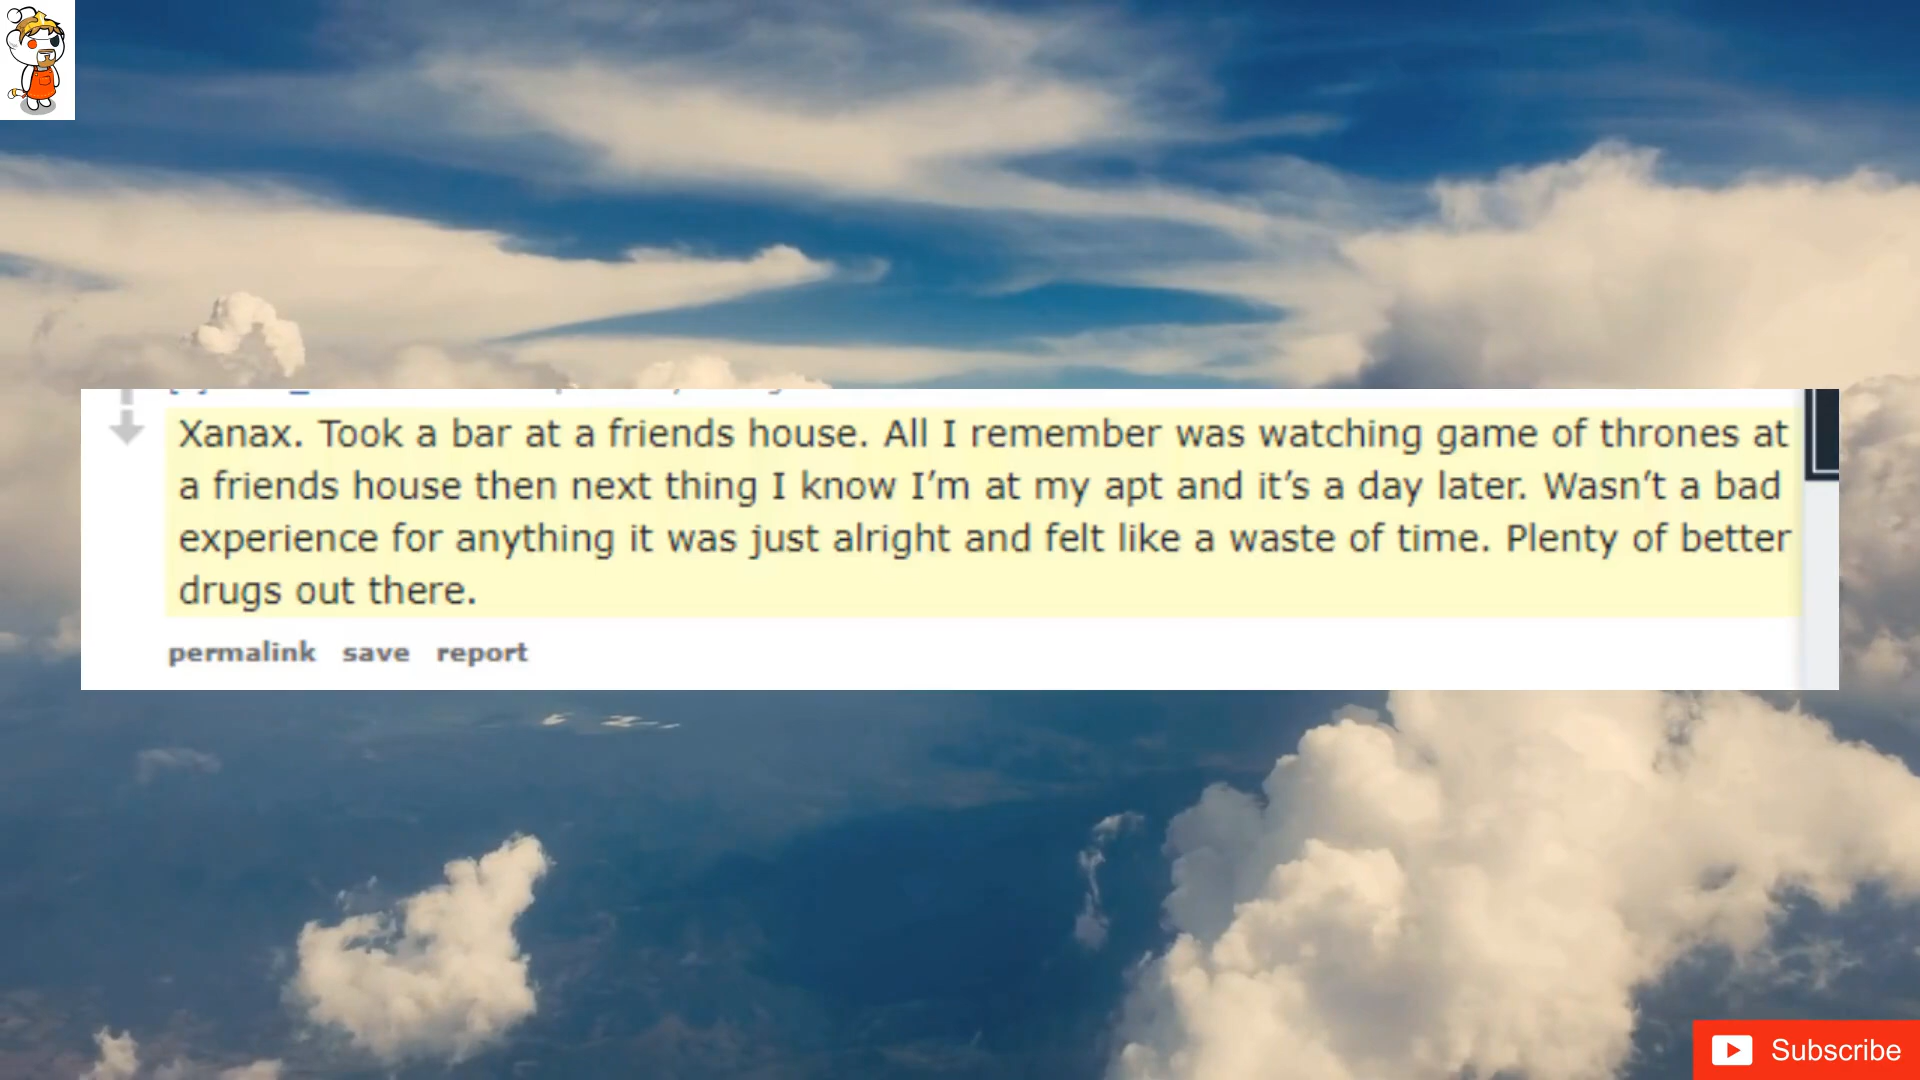 Xanax. Took a bar at a friends house. All I remember was watching game of thrones at
a friends house then next thing I know I’m at my apt and it’s a day later. Wasn’t a bad
experience for anything it was just alright and felt like a waste of time. Plenty of better
drugs out there.
permalink save report
Subscribe